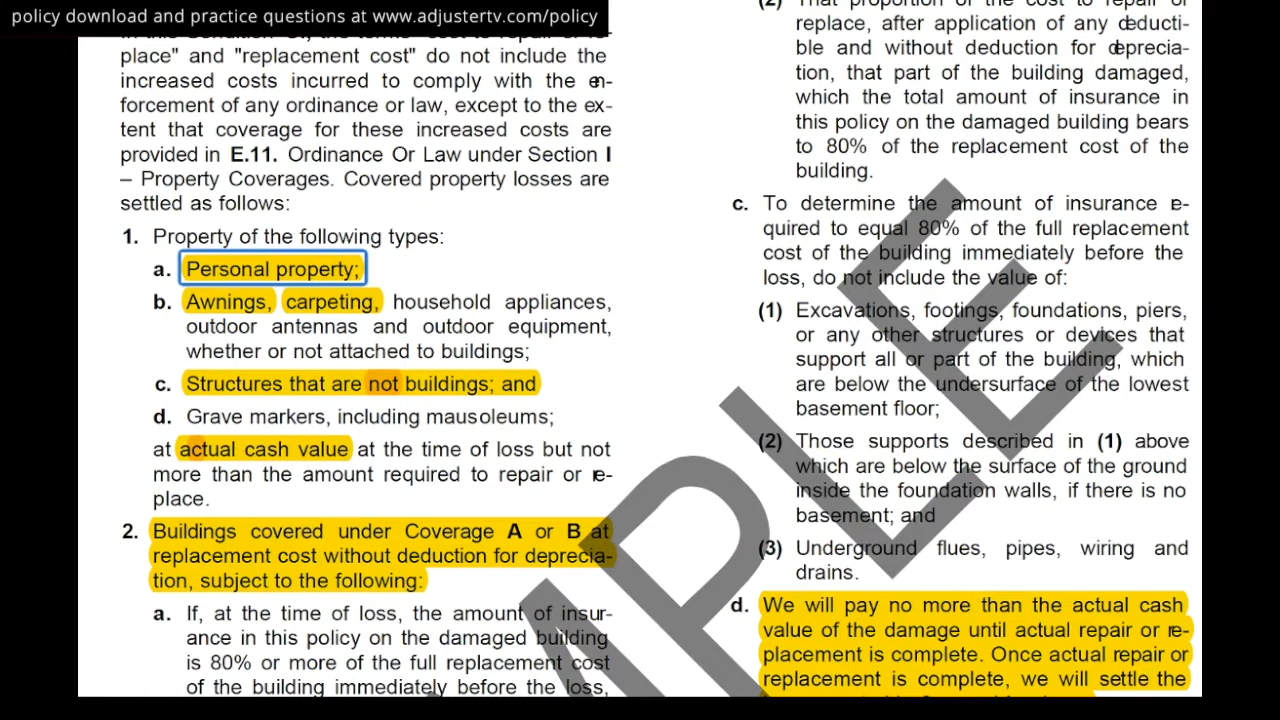 policy download and practice questions at www.adjustertv.com/policy
place" and "replacement cost" do not include the
increased costs incurred to comply with the en-
forcement of any ordinance or law, except to the ex-
tent that coverage for these increased costs are
provided in E.11. Ordinance Or Law under Section I
– Property Coverages. Covered property losses are
settled as follows:
1. Property of the following types:
a. Personal property;
b. Awnings, carpeting, household appliances,
outdoor antennas and outdoor equipment,
whether or not attached to buildings;
c. Structures that are not buildings; and
d. Grave markers, including mausoleums;
at actual cash value at the time of loss but not
more than the amount required to repair or re-
place.
2. Buildings covered under Coverage A or B at
replacement cost without deduction for deprecia-
tion, subject to the following:
a. If, at the time of loss, the amount of insur-
ance in this policy on the damaged building
is 80% or more of the full replacement cost
of the building immediately before the loss,
(2) That proportion of the cost to repair or
replace, after application of any deducti-
ble and without deduction for deprecia-
tion, that part of the building damaged,
which the total amount of insurance in
this policy on the damaged building bears
to 80% of the replacement cost of the
building.
c. To determine the amount of insurance re-
quired to equal 80% of the full replacement
cost of the building immediately before the
loss, do not include the value of:
(1) Excavations, footings, foundations, piers,
or any other structures or devices that
support all or part of the building, which
are below the undersurface of the lowest
basement floor;
(2) Those supports described in (1) above
which are below the surface of the ground
inside the foundation walls, if there is no
basement; and
(3) Underground flues, pipes, wiring and
drains.
d. We will pay no more than the actual cash
value of the damage until actual repair or re-
placement is complete. Once actual repair or
replacement is complete, we will settle the